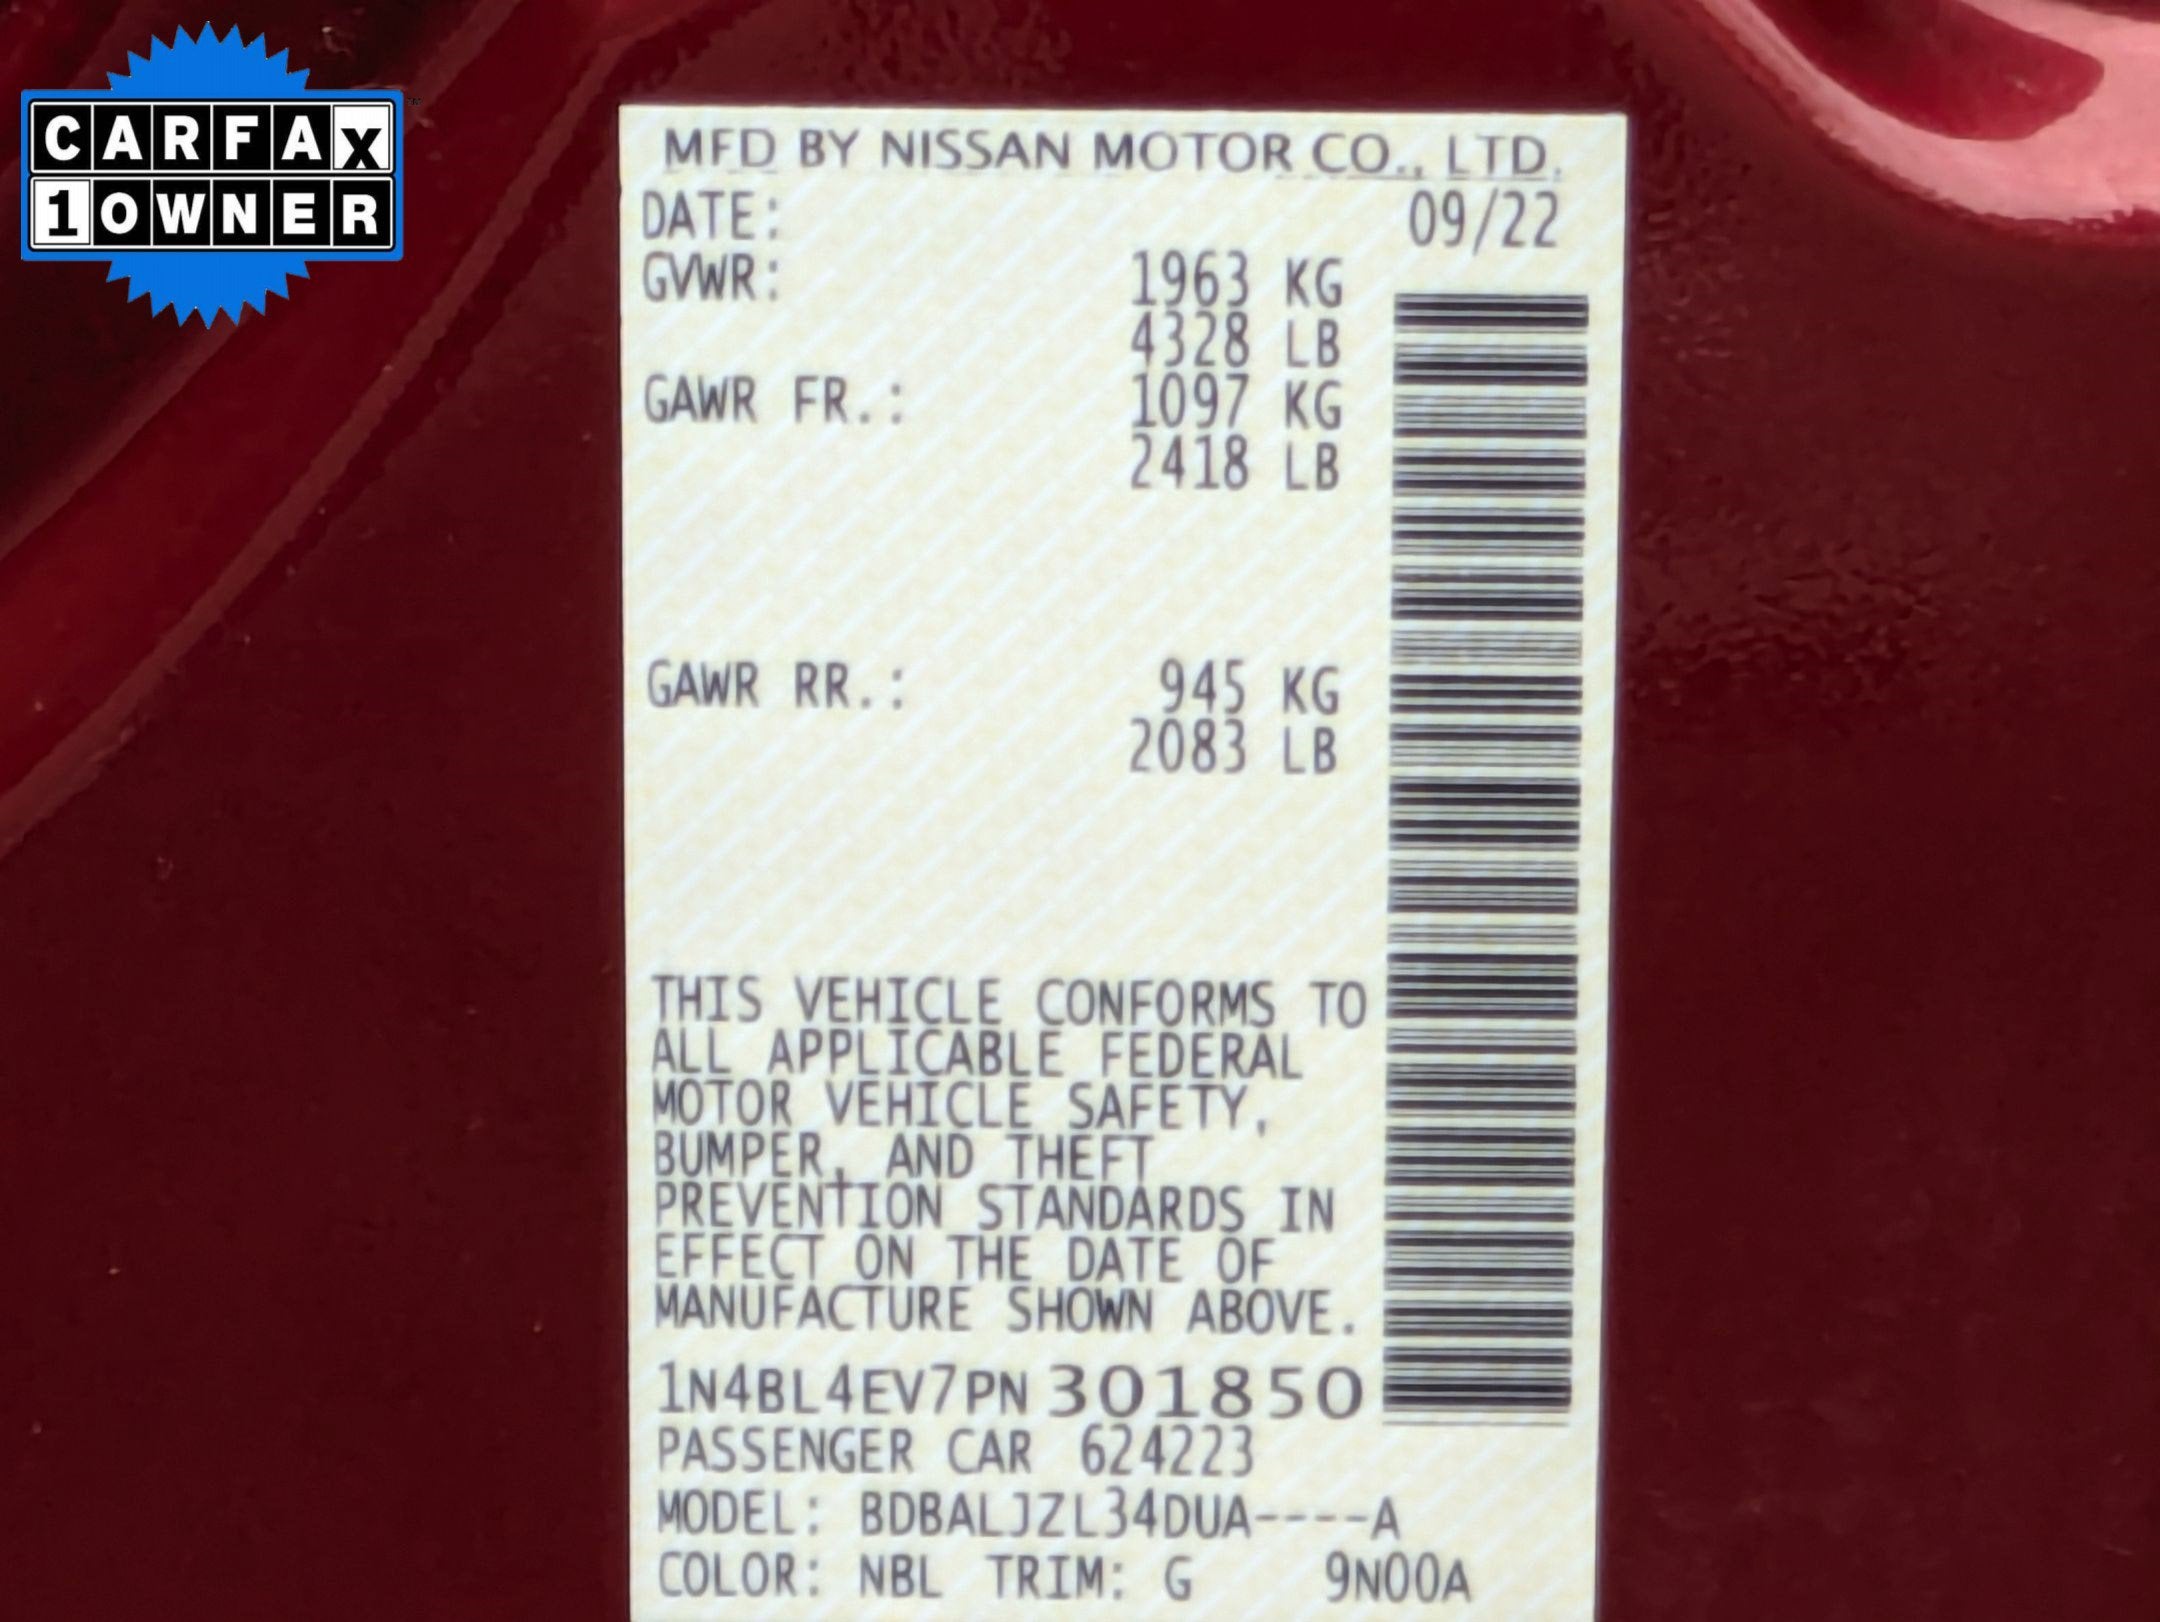 CARFAX
1 OWNER
MFD BY NISSAN MOTOR CO., LTD.
DATE: 09/22
GVWR: 1963 KG
4328 LB
GAWR FR.: 1097 KG
2418 LB
GAWR RR.: 945 KG
2083 LB
THIS VEHICLE CONFORMS TO
ALL APPLICABLE FEDERAL
MOTOR VEHICLE SAFETY,
BUMPER, AND THEFT
PREVENTION STANDARDS IN
EFFECT ON THE DATE OF
MANUFACTURE SHOWN ABOVE.
1N4BL4EV7PN301850
PASSENGER CAR 624223
MODEL: BDBALJZL34DUA----A
COLOR: NBL TRIM: G 9N00A